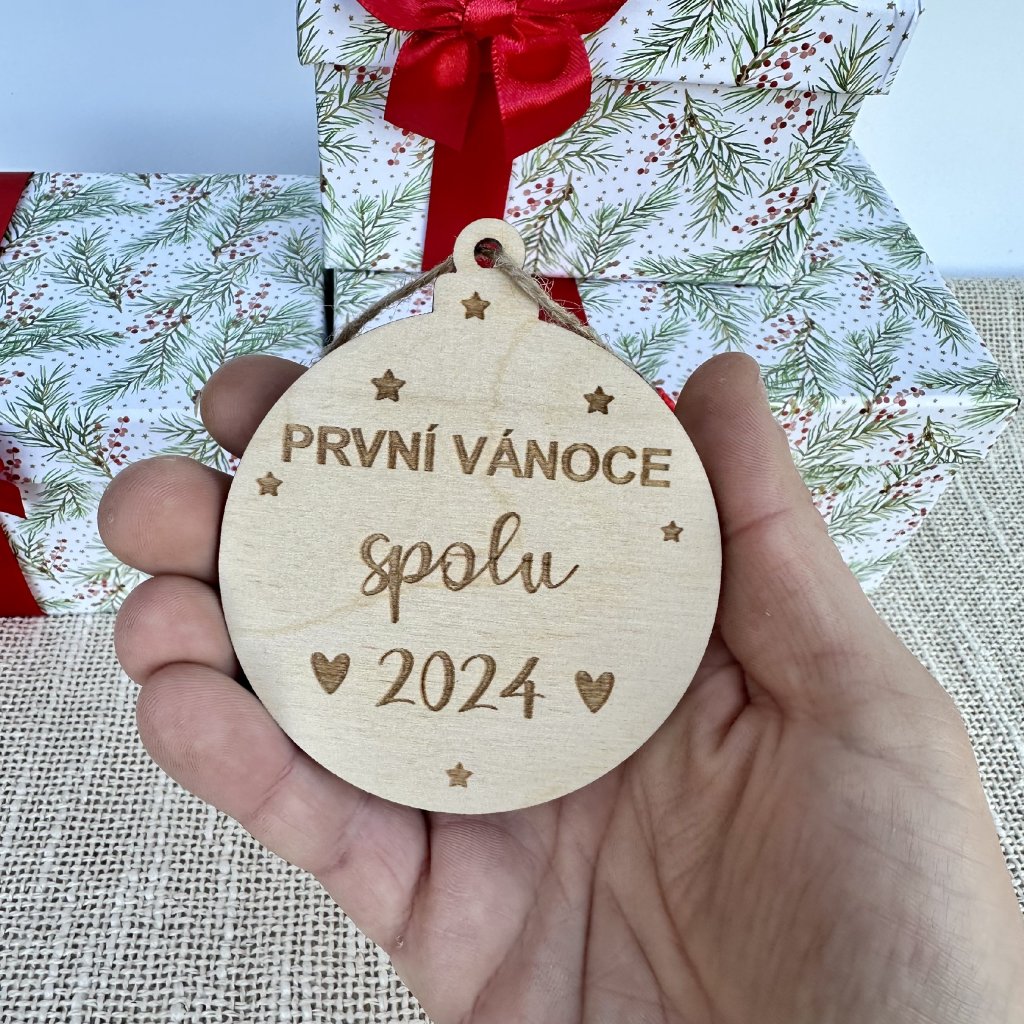 PRVNÍ VÁNOCE
spolu
2024